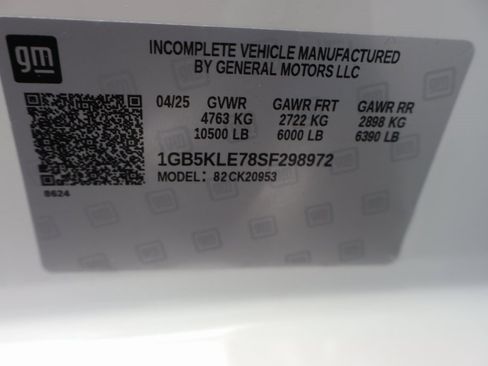 gm
INCOMPLETE VEHICLE MANUFACTURED
BY GENERAL MOTORS LLC
04/25 GVWR GAWR FRT GAWR RR
4763 KG 2722 KG 2898 KG
10500 LB 6000 LB 6390 LB
1GB5KLE78SF298972
MODEL: 82CK20953
8624